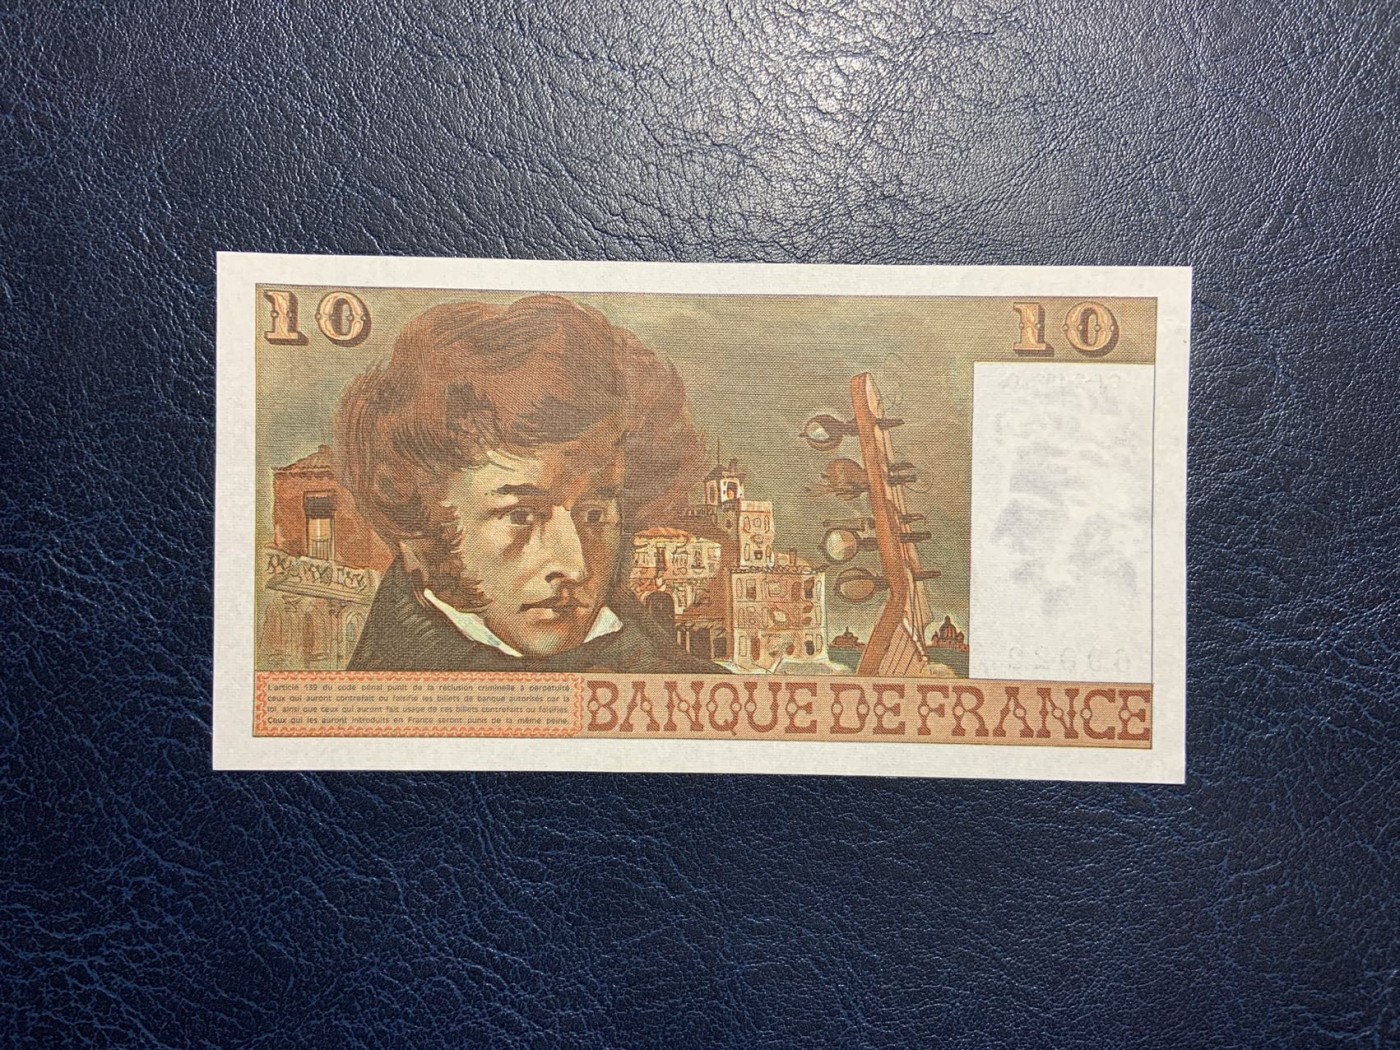 10
10
L'article 139 du code pénal punit de la réclusion criminelle à perpétuité
ceux qui auront contrefait ou falsifié les billets de banque autorisés par la
loi, ainsi que ceux qui auront fait usage de ces billets contrefaits ou falsifiés.
Ceux qui les auront introduits en France seront punis de la même peine.
BANQUE DE FRANCE